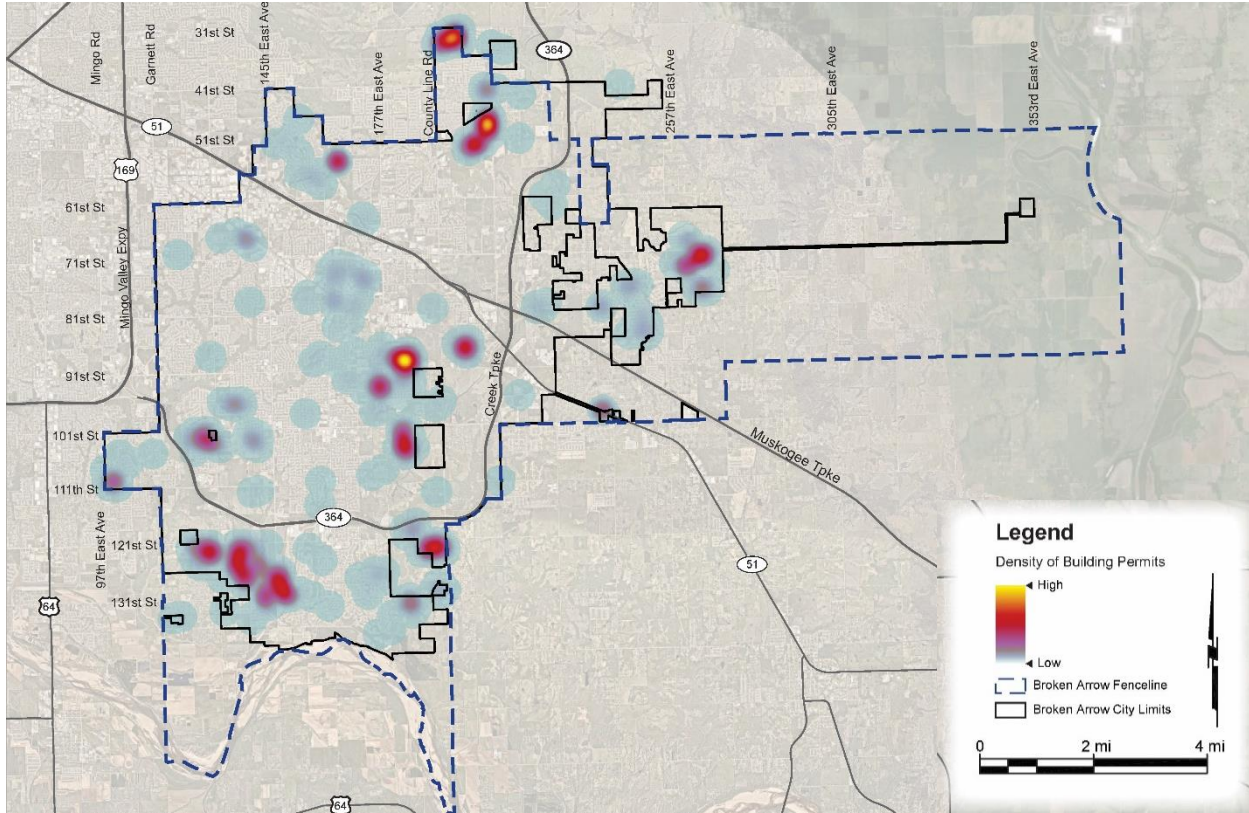 31st St
41st St
51st St
61st St
71st St
81st St
91st St
101st St
111st St
121st St
131st St
Mingo Rd
Garnett Rd
145th East Ave
177th East Ave
County Line Rd
257th East Ave
305th East Ave
353rd East Ave
Mingo Valley Expy
97th East Ave
Creek Tpke
Muskogee Tpke
364
51
169
364
51
64
64
Legend
Density of Building Permits
High
Low
Broken Arrow Fenceline
Broken Arrow City Limits
0 2 mi 4 mi